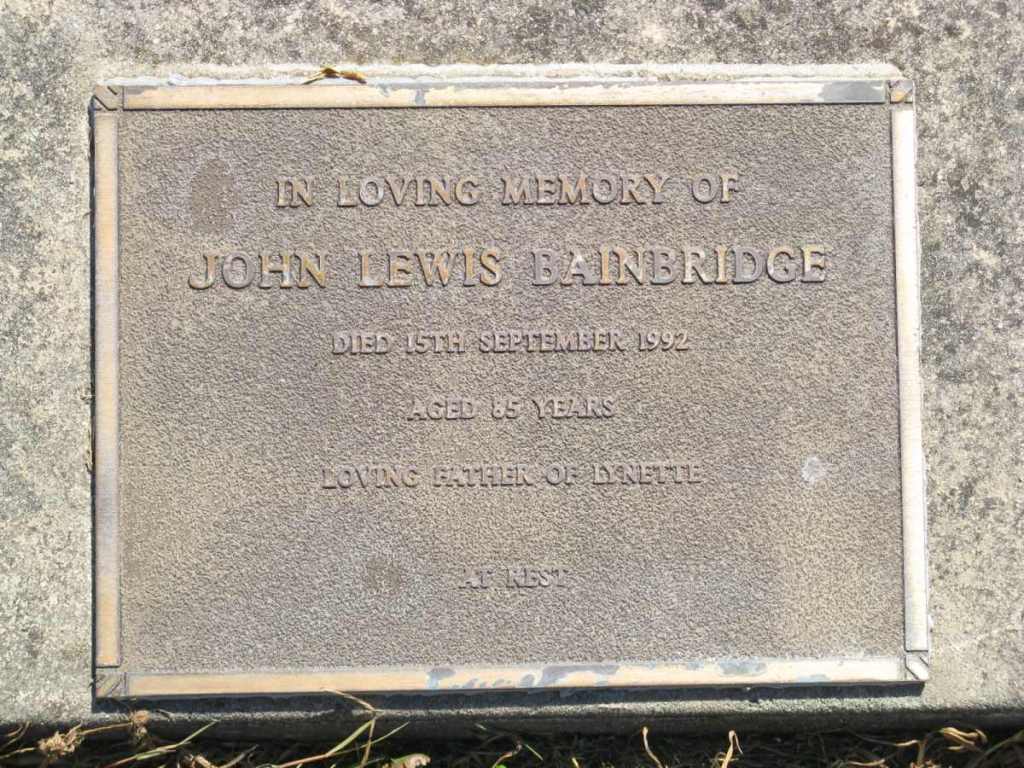 IN LOVING MEMORY OF
JOHN LEWIS BAINBRIDGE
DIED 15TH SEPTEMBER 1992
AGED 85 YEARS
LOVING FATHER OF LYNETTE
AT REST